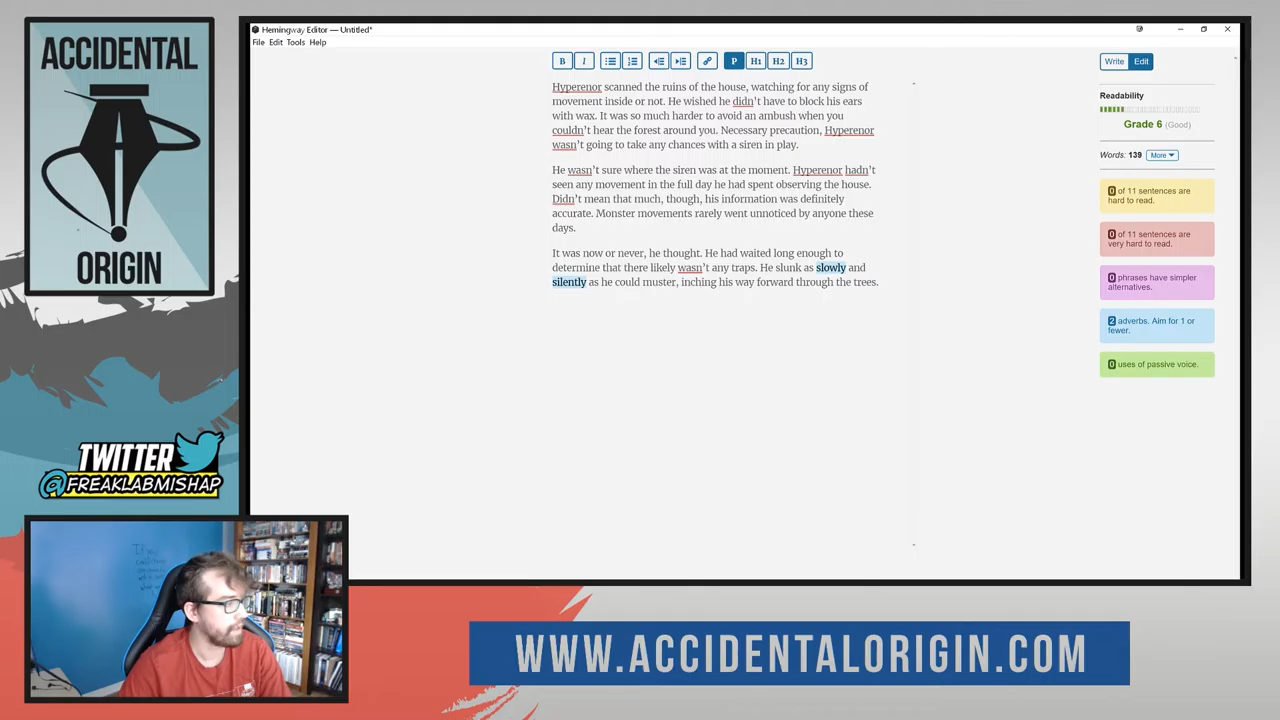 ACCIDENTAL
ORIGIN
TWITTER
@FREAKLABMISHAP
Hemingway Editor — Untitled*
File Edit Tools Help
B I P H1 H2 H3
Hyperenor scanned the ruins of the house, watching for any signs of
movement inside or not. He wished he didn't have to block his ears
with wax. It was so much harder to avoid an ambush when you
couldn't hear the forest around you. Necessary precaution, Hyperenor
wasn't going to take any chances with a siren in play.
He wasn't sure where the siren was at the moment. Hyperenor hadn't
seen any movement in the full day he had spent observing the house.
Didn't mean that much, though, his information was definitely
accurate. Monster movements rarely went unnoticed by anyone these
days.
It was now or never, he thought. He had waited long enough to
determine that there likely wasn't any traps. He slunk as slowly and
silently as he could muster, inching his way forward through the trees.
Write Edit
Readability
Grade 6 (Good)
Words: 139 More
0 of 11 sentences are
hard to read.
0 of 11 sentences are
very hard to read.
0 phrases have simpler
alternatives.
2 adverbs. Aim for 1 or
fewer.
0 uses of passive voice.
WWW.ACCIDENTALORIGIN.COM